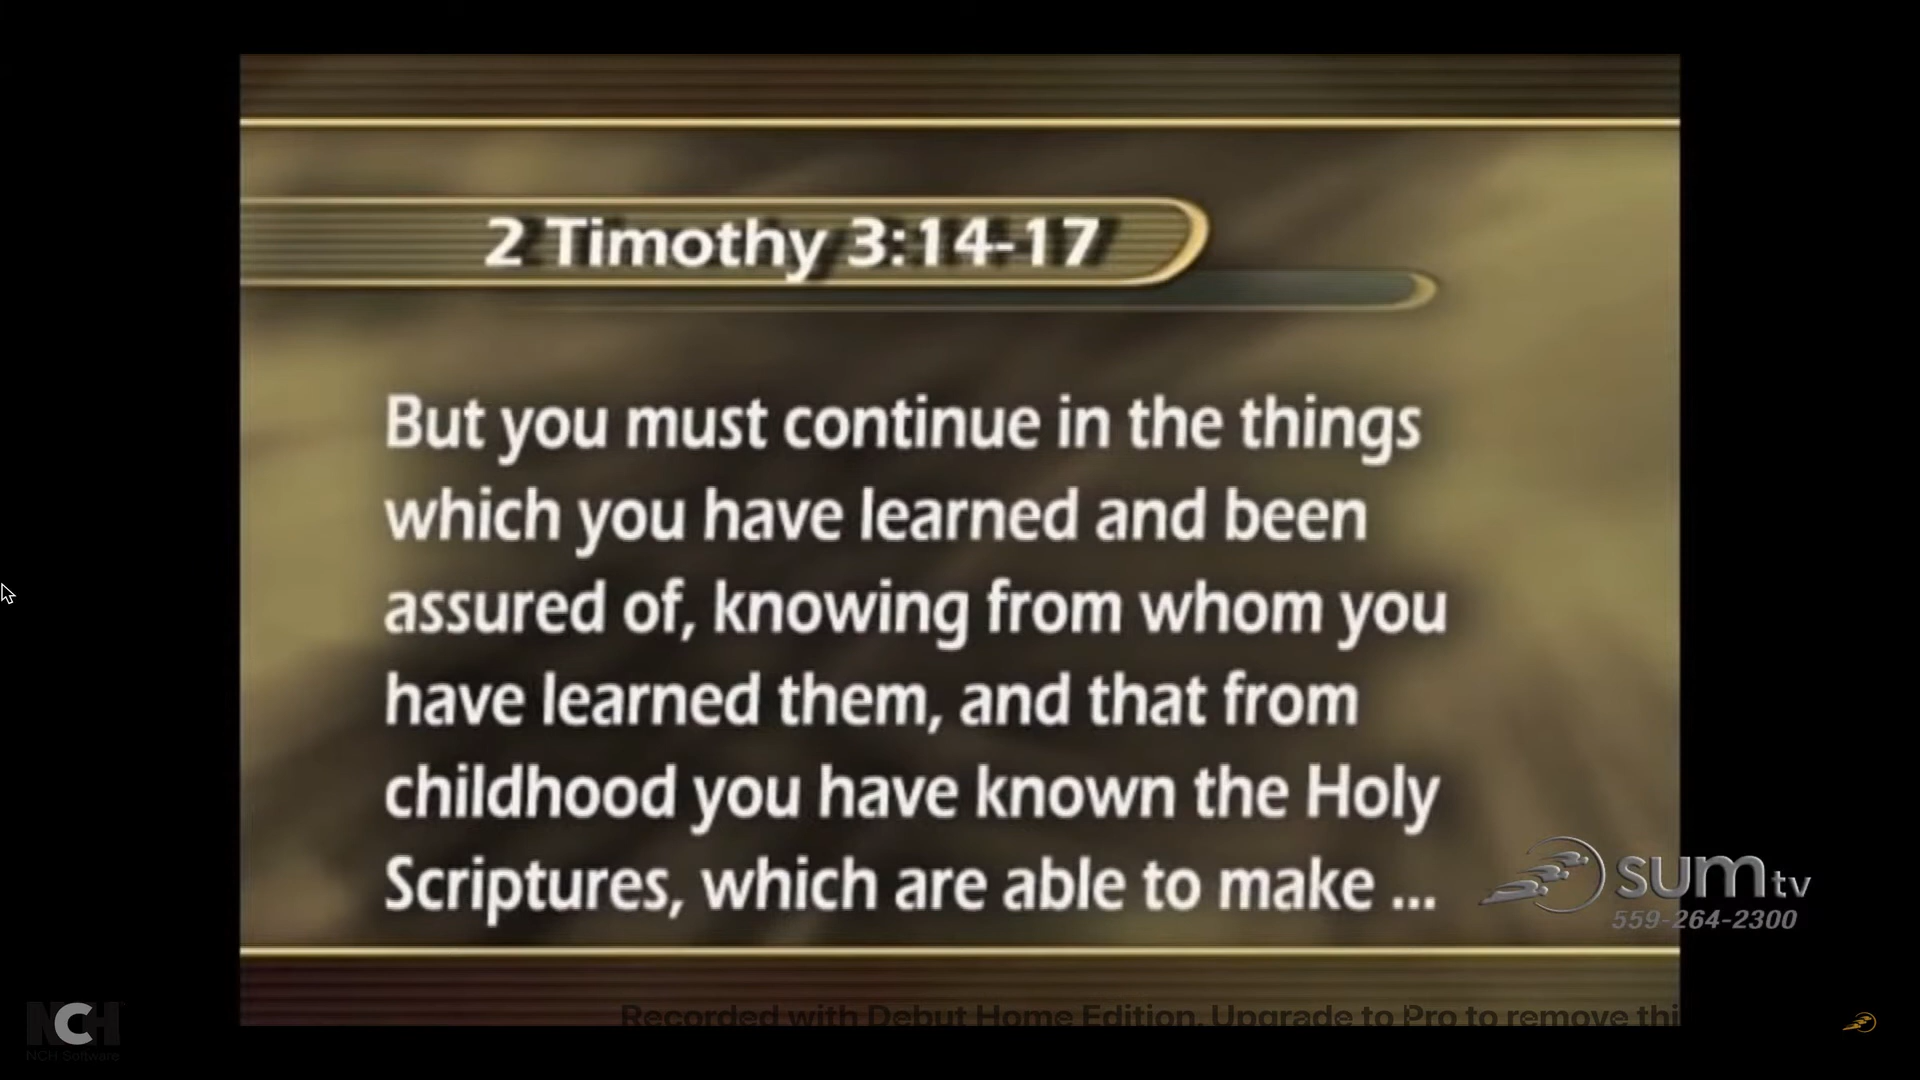 2 Timothy 3:14-17
But you must continue in the things
which you have learned and been
assured of, knowing from whom you
have learned them, and that from
childhood you have known the Holy
Scriptures, which are able to make ...
sumtv
559-264-2300
NCH
NCH Software
Recorded with Debut Home Edition. Upgrade to Pro to remove thi